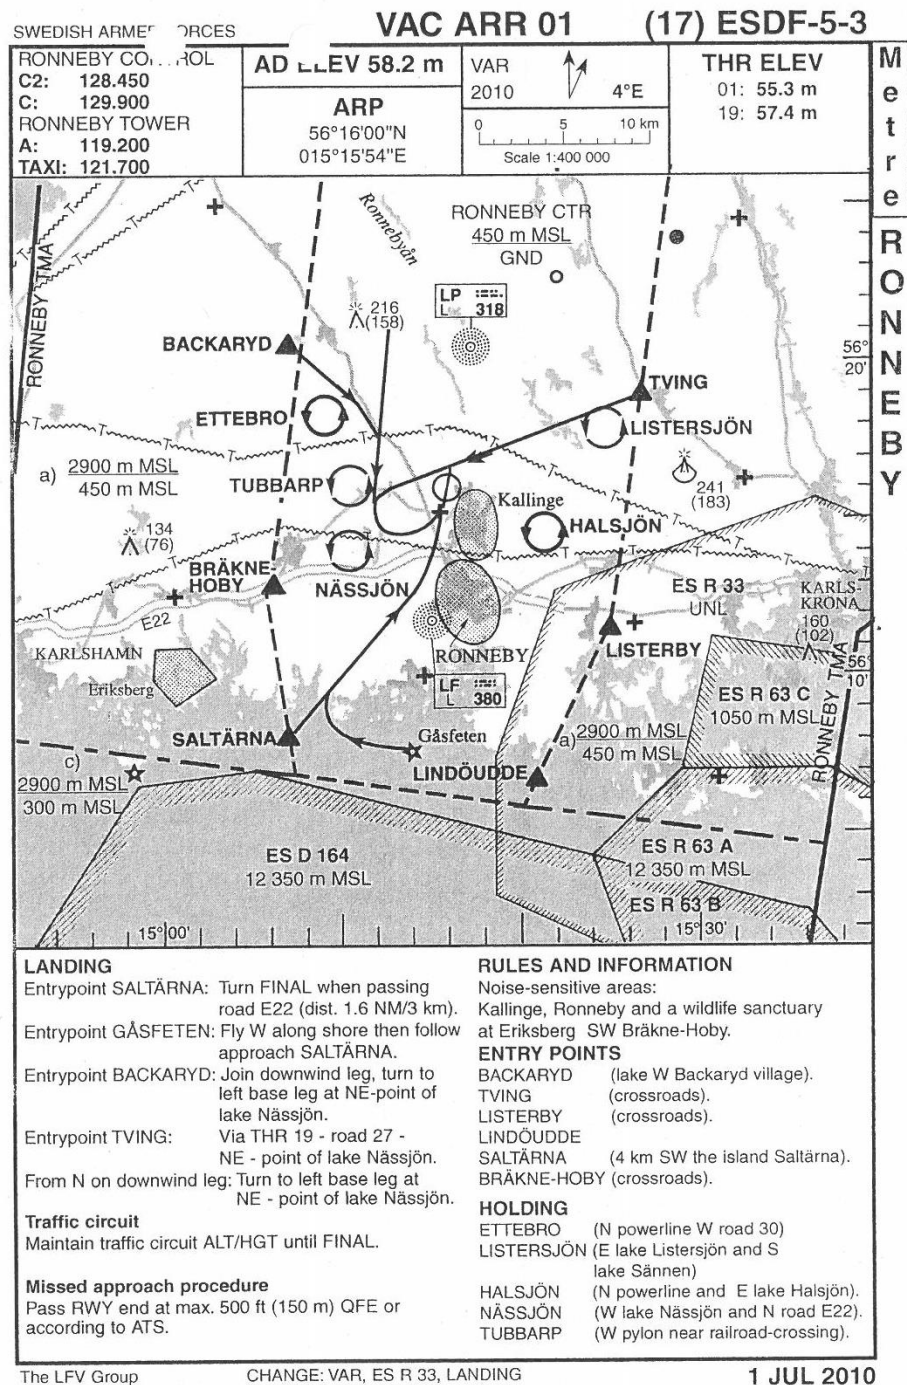 SWEDISH ARMED FORCES
VAC ARR 01
(17) ESDF-5-3
RONNEBY CONTROL
C2: 128.450
C: 129.900
RONNEBY TOWER
A: 119.200
TAXI: 121.700
AD ELEV 58.2 m
ARP
56°16'00"N
015°15'54"E
VAR
2010 4°E
0 5 10 km
Scale 1:400 000
THR ELEV
01: 55.3 m
19: 57.4 m
Metre
RONNEBY
RONNEBY TMA
Ronnebyån
RONNEBY CTR
450 m MSL
GND
LP
L 318
216
(158)
BACKARYD
56°
20'
TVING
ETTEBRO
LISTERSJÖN
a) 2900 m MSL
450 m MSL
TUBBARP
241
(183)
Kallinge
134
(76)
HALSJÖN
BRÄKNE-
HOBY
NÄSSJÖN
ES R 33
UNL
KARLS-
KRONA
160
(102)
E22
KARLSHAMN
Eriksberg
RONNEBY
LISTERBY
56°
10'
LF
L 380
ES R 63 C
1050 m MSL
RONNEBY TMA
SALTÄRNA
Gåsfeten
a) 2900 m MSL
450 m MSL
c)
2900 m MSL
300 m MSL
LINDÖUDDE
ES D 164
12 350 m MSL
ES R 63 A
12 350 m MSL
ES R 63 B
15°00'
15°30'
LANDING
Entrypoint SALTÄRNA: Turn FINAL when passing
road E22 (dist. 1.6 NM/3 km).
Entrypoint GÅSFETEN: Fly W along shore then follow
approach SALTÄRNA.
Entrypoint BACKARYD: Join downwind leg, turn to
left base leg at NE-point of
lake Nässjön.
Entrypoint TVING: Via THR 19 - road 27 -
NE - point of lake Nässjön.
From N on downwind leg: Turn to left base leg at
NE - point of lake Nässjön.
Traffic circuit
Maintain traffic circuit ALT/HGT until FINAL.
Missed approach procedure
Pass RWY end at max. 500 ft (150 m) QFE or
according to ATS.
RULES AND INFORMATION
Noise-sensitive areas:
Kallinge, Ronneby and a wildlife sanctuary
at Eriksberg SW Bräkne-Hoby.
ENTRY POINTS
BACKARYD (lake W Backaryd village).
TVING (crossroads).
LISTERBY (crossroads).
LINDÖUDDE
SALTÄRNA (4 km SW the island Saltärna).
BRÄKNE-HOBY (crossroads).
HOLDING
ETTEBRO (N powerline W road 30)
LISTERSJÖN (E lake Listersjön and S
lake Sännen)
HALSJÖN (N powerline and E lake Halsjön).
NÄSSJÖN (W lake Nässjön and N road E22).
TUBBARP (W pylon near railroad-crossing).
The LFV Group
CHANGE: VAR, ES R 33, LANDING
1 JUL 2010